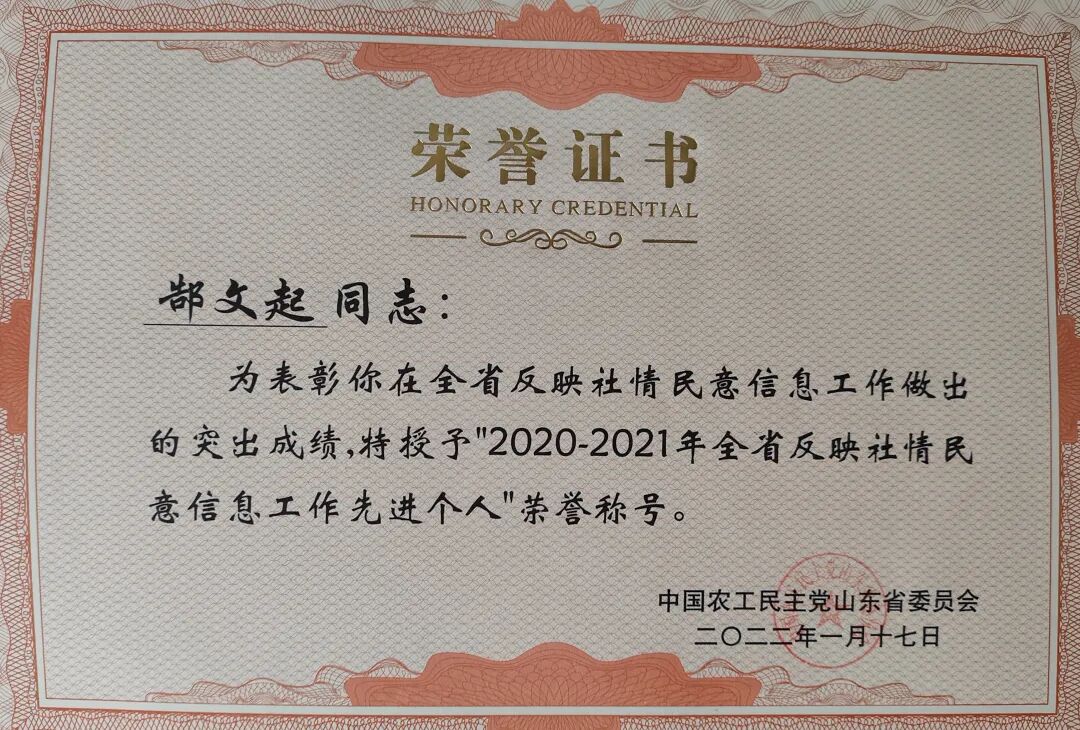 荣誉证书
HONORARY CREDENTIAL
郜文起 同志：
为表彰你在全省反映社情民意信息工作做出
的突出成绩,特授予"2020-2021年全省反映社情民
意信息工作先进个人"荣誉称号。
中国农工民主党山东省委员会
二〇二二年一月十七日